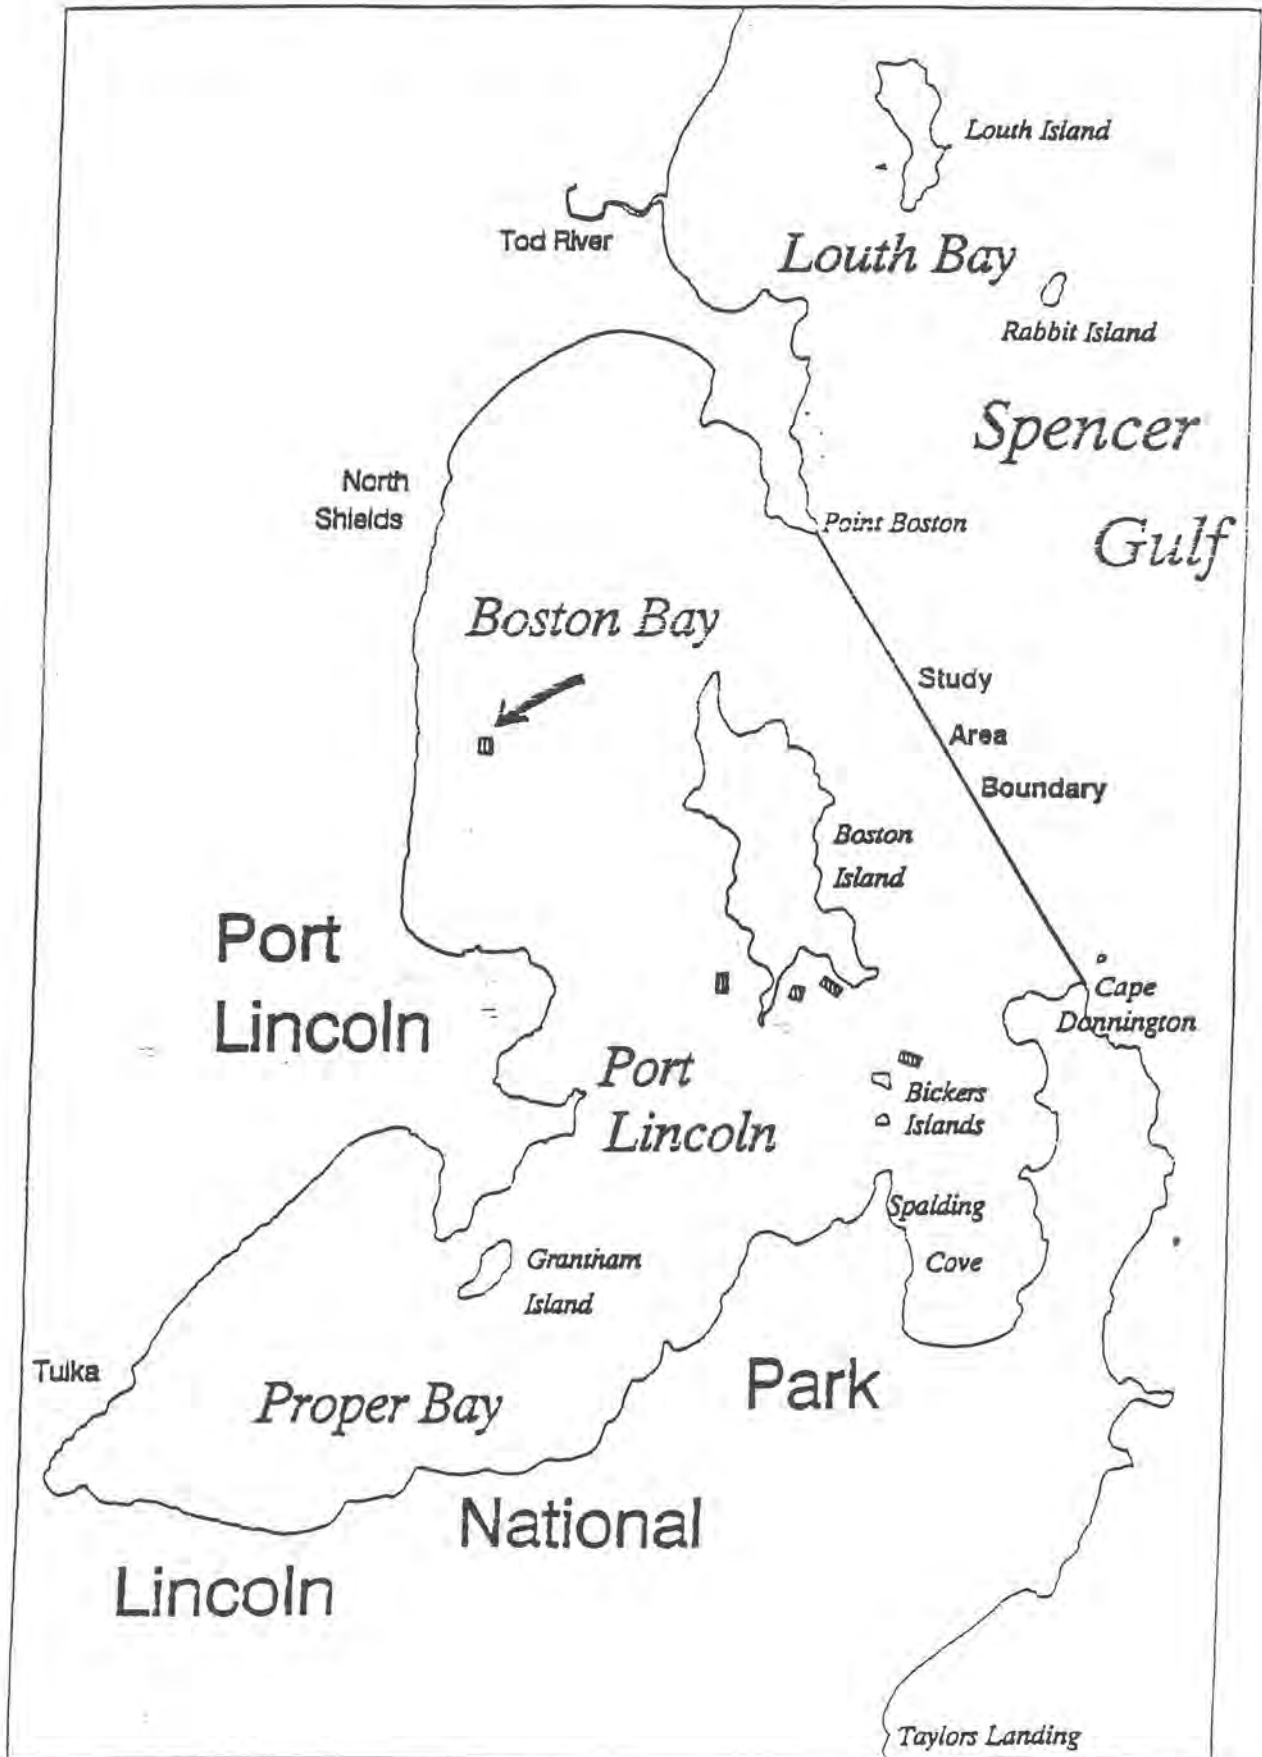 Louth Island
Tod River
Louth Bay
Rabbit Island
Spencer
Gulf
North
Shields
Point Boston
Boston Bay
Study
Area
Boundary
Boston
Island
Port
Lincoln
Cape
Donnington
Port
Lincoln
Bickers
Islands
Spalding
Cove
Grantham
Island
Tulka
Proper Bay
Park
National
Lincoln
Taylors Landing